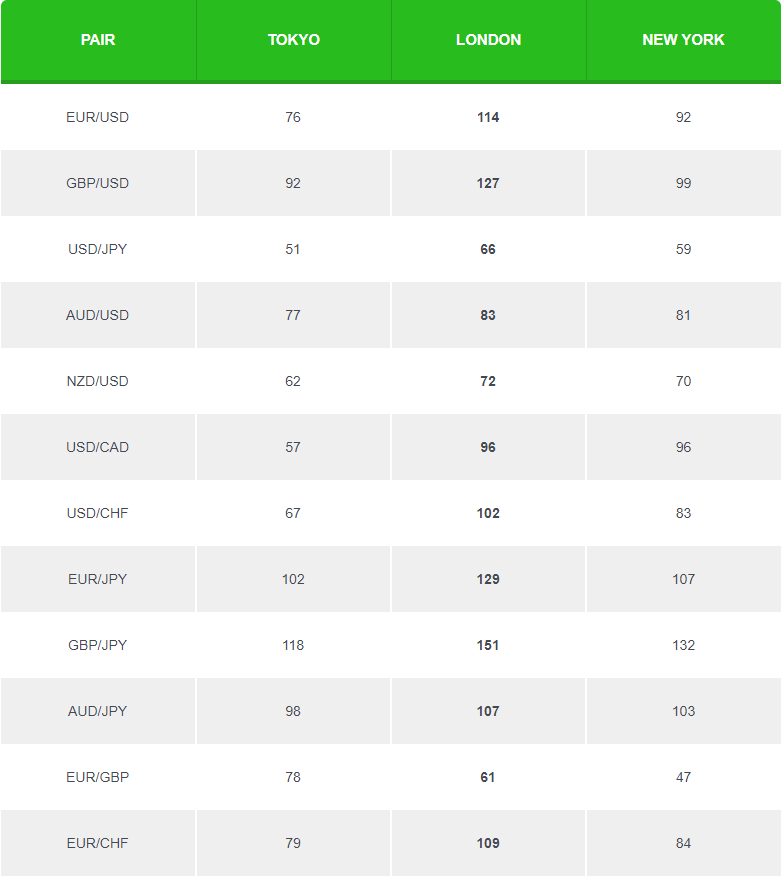 PAIR TOKYO LONDON NEW YORK
EUR/USD 76 114 92
GBP/USD 92 127 99
USD/JPY 51 66 59
AUD/USD 77 83 81
NZD/USD 62 72 70
USD/CAD 57 96 96
USD/CHF 67 102 83
EUR/JPY 102 129 107
GBP/JPY 118 151 132
AUD/JPY 98 107 103
EUR/GBP 78 61 47
EUR/CHF 79 109 84